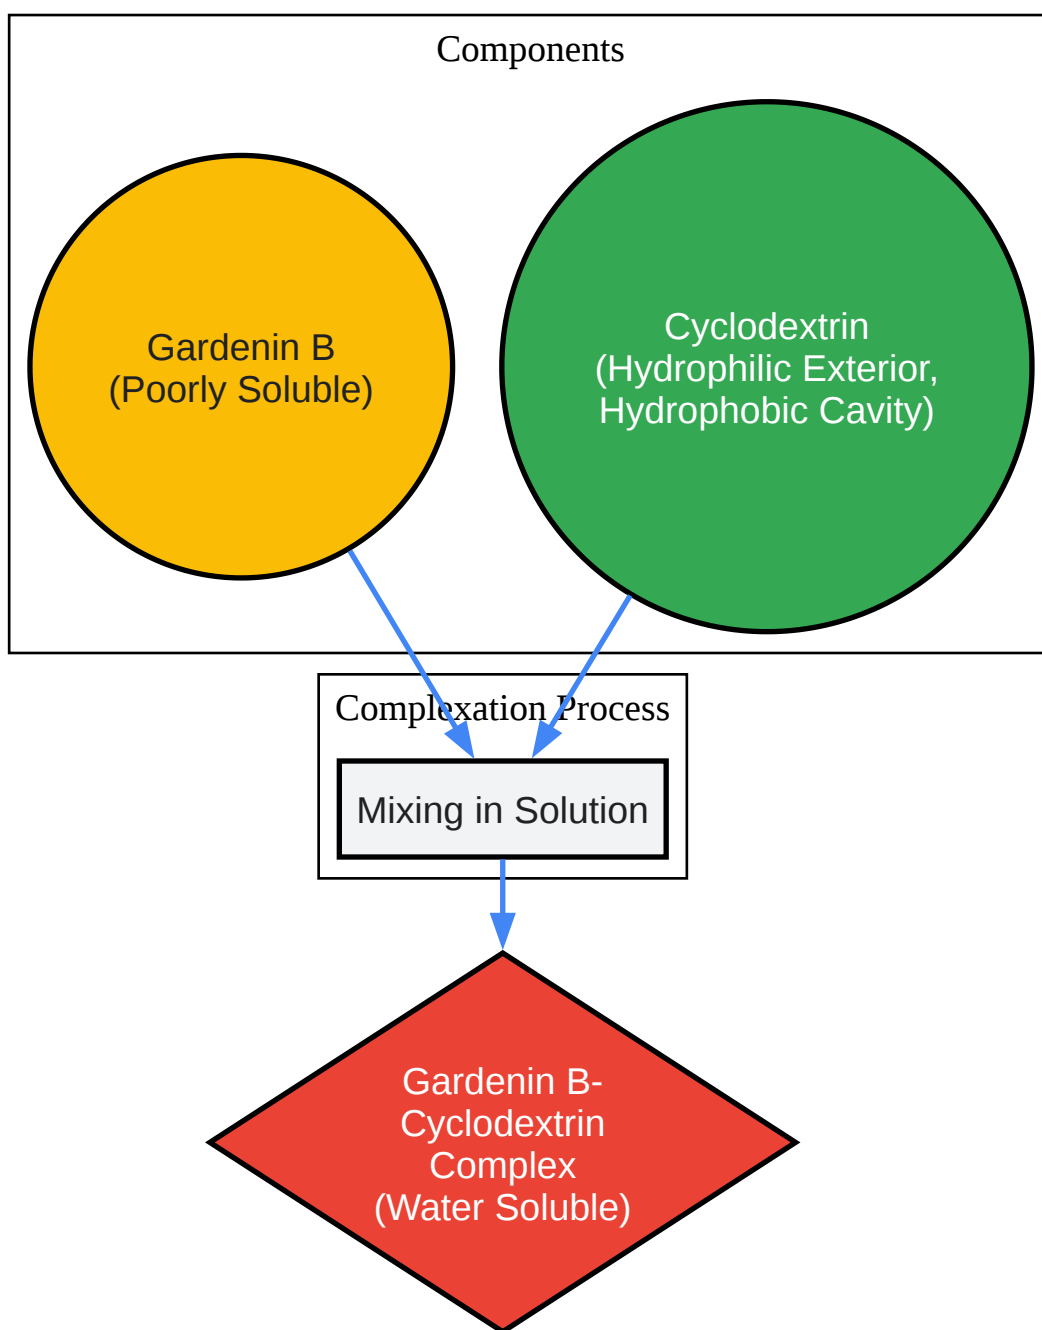 Components
Gardenin B
(Poorly Soluble)
Cyclodextrin
(Hydrophilic Exterior,
Hydrophobic Cavity)
Complexation Process
Mixing in Solution
Gardenin B-
Cyclodextrin
Complex
(Water Soluble)